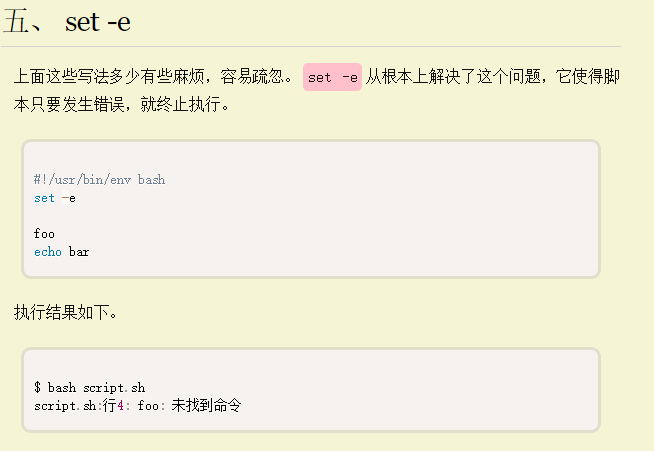 五、 set -e
上面这些写法多少有些麻烦，容易疏忽。 set -e 从根本上解决了这个问题，它使得脚
本只要发生错误，就终止执行。
#!/usr/bin/env bash
set -e
foo
echo bar
执行结果如下。
$ bash script.sh
script.sh:行4: foo: 未找到命令